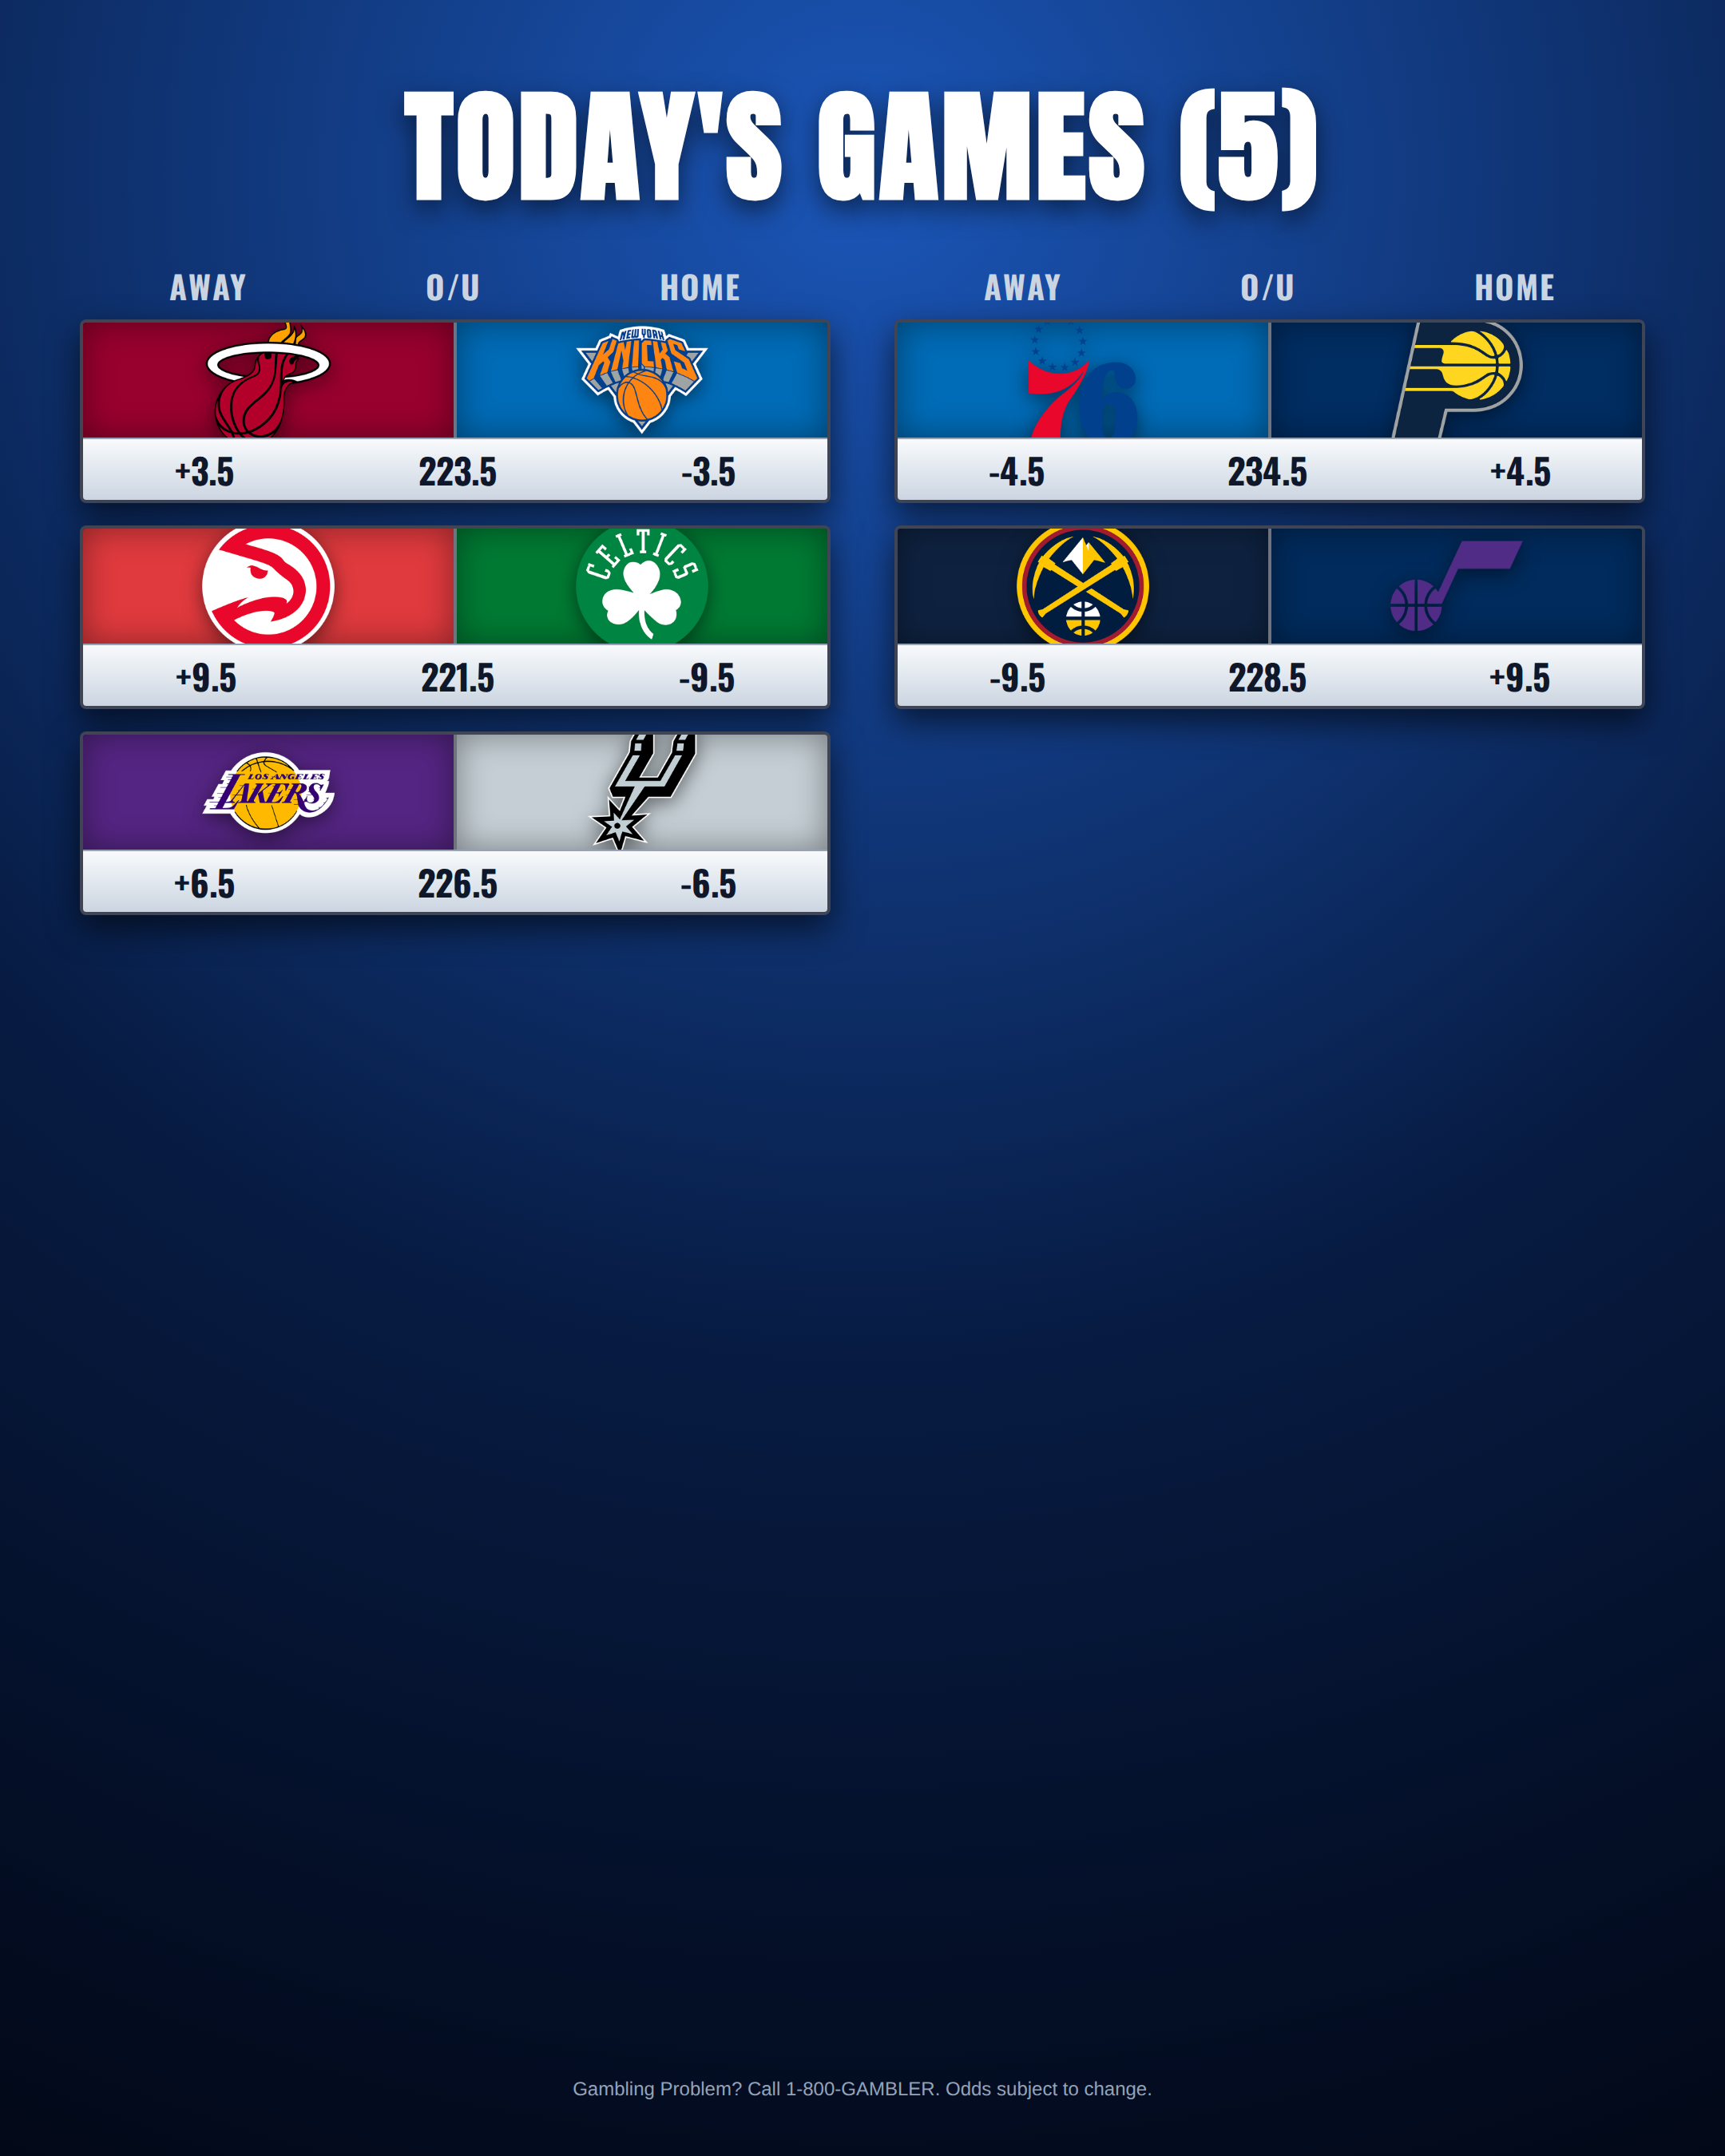 TODAY'S GAMES (5)
AWAY O/U HOME
AWAY O/U HOME
NEW YORK
KNICKS
+3.5 223.5 -3.5
76
-4.5 234.5 +4.5
CELTICS
+9.5 221.5 -9.5
-9.5 228.5 +9.5
LOS ANGELES
LAKERS
+6.5 226.5 -6.5
Gambling Problem? Call 1-800-GAMBLER. Odds subject to change.